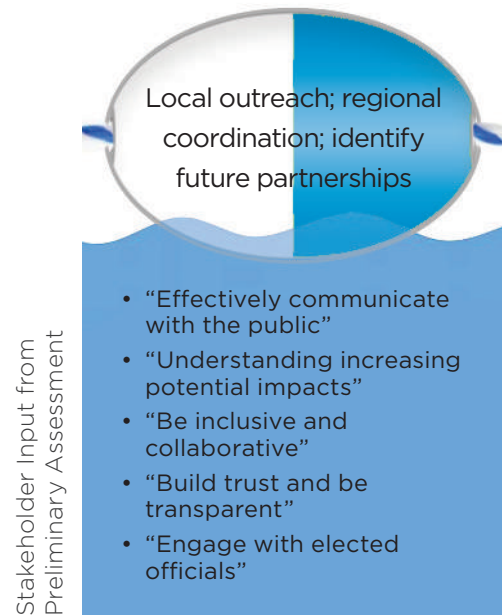 Local outreach; regional
coordination; identify
future partnerships
• “Effectively communicate
with the public”
• “Understanding increasing
potential impacts”
• “Be inclusive and
collaborative”
• “Build trust and be
transparent”
• “Engage with elected
officials”
Stakeholder Input from
Preliminary Assessment